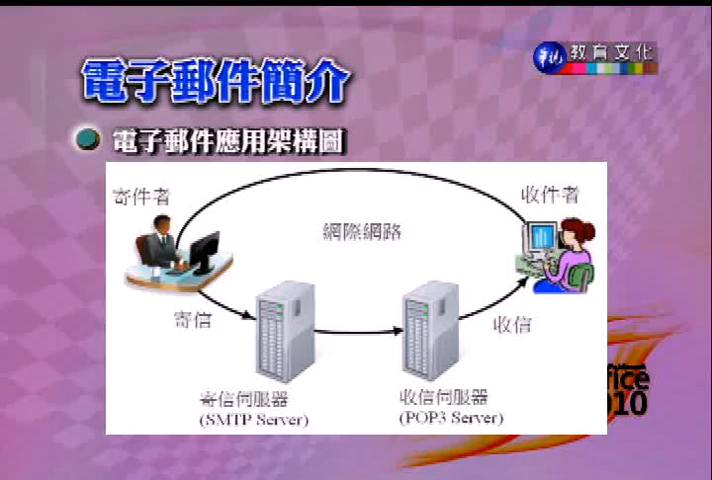 電子郵件簡介
華視
教育文化
電子郵件應用架構圖
寄件者
收件者
網際網路
寄信
收信
寄信伺服器
(SMTP Server)
收信伺服器
(POP3 Server)
ffice
010